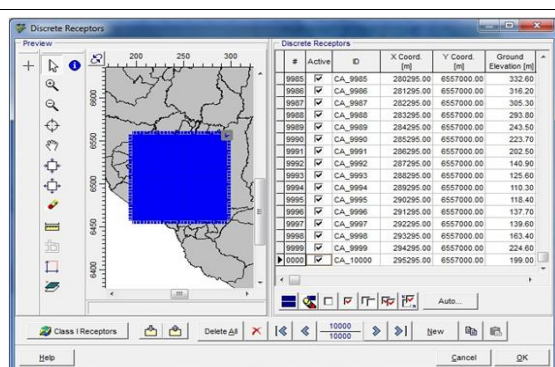 Discrete Receptors
Preview
200 250 300
6600
6550
6500
6450
6400
Discrete Receptors
# Active ID X Coord. [m] Y Coord. [m] Ground Elevation [m]
9985 CA_9985 280295.00 6557000.00 332.60
9986 CA_9986 281295.00 6557000.00 316.20
9987 CA_9987 282295.00 6557000.00 305.30
9988 CA_9988 283295.00 6557000.00 293.80
9989 CA_9989 284295.00 6557000.00 243.50
9990 CA_9990 285295.00 6557000.00 223.70
9991 CA_9991 286295.00 6557000.00 202.50
9992 CA_9992 287295.00 6557000.00 140.90
9993 CA_9993 288295.00 6557000.00 125.60
9994 CA_9994 289295.00 6557000.00 110.30
9995 CA_9995 290295.00 6557000.00 118.40
9996 CA_9996 291295.00 6557000.00 137.70
9997 CA_9997 292295.00 6557000.00 139.60
9998 CA_9998 293295.00 6557000.00 163.40
9999 CA_9999 294295.00 6557000.00 224.60
0000 CA_10000 295295.00 6557000.00 199.00
Auto...
Class I Receptors
Delete All
10000
10000
New
Help
Cancel
OK